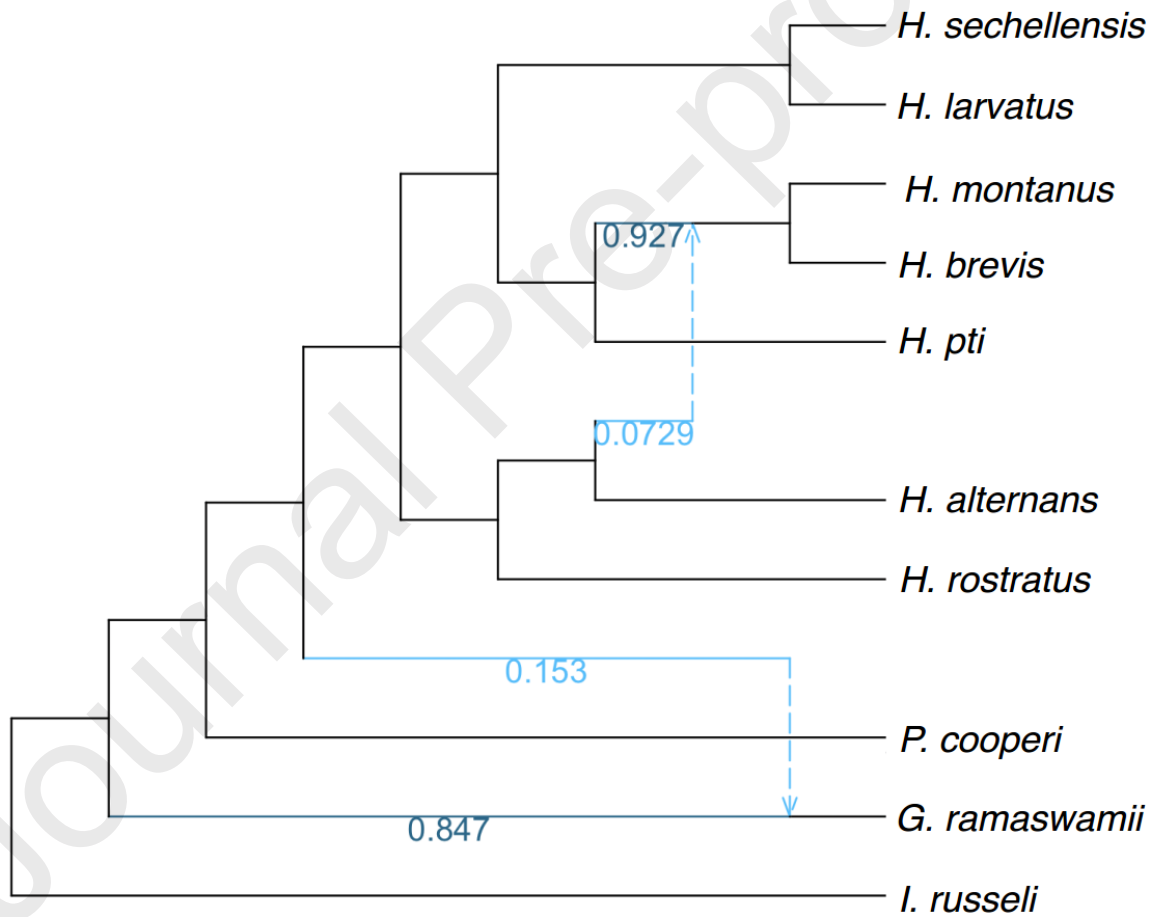 H. sechellensis
H. larvatus
H. montanus
0.927
H. brevis
H. pti
0.0729
H. alternans
H. rostratus
0.153
P. cooperi
G. ramaswamii
0.847
I. russeli
Journal Pre-pro